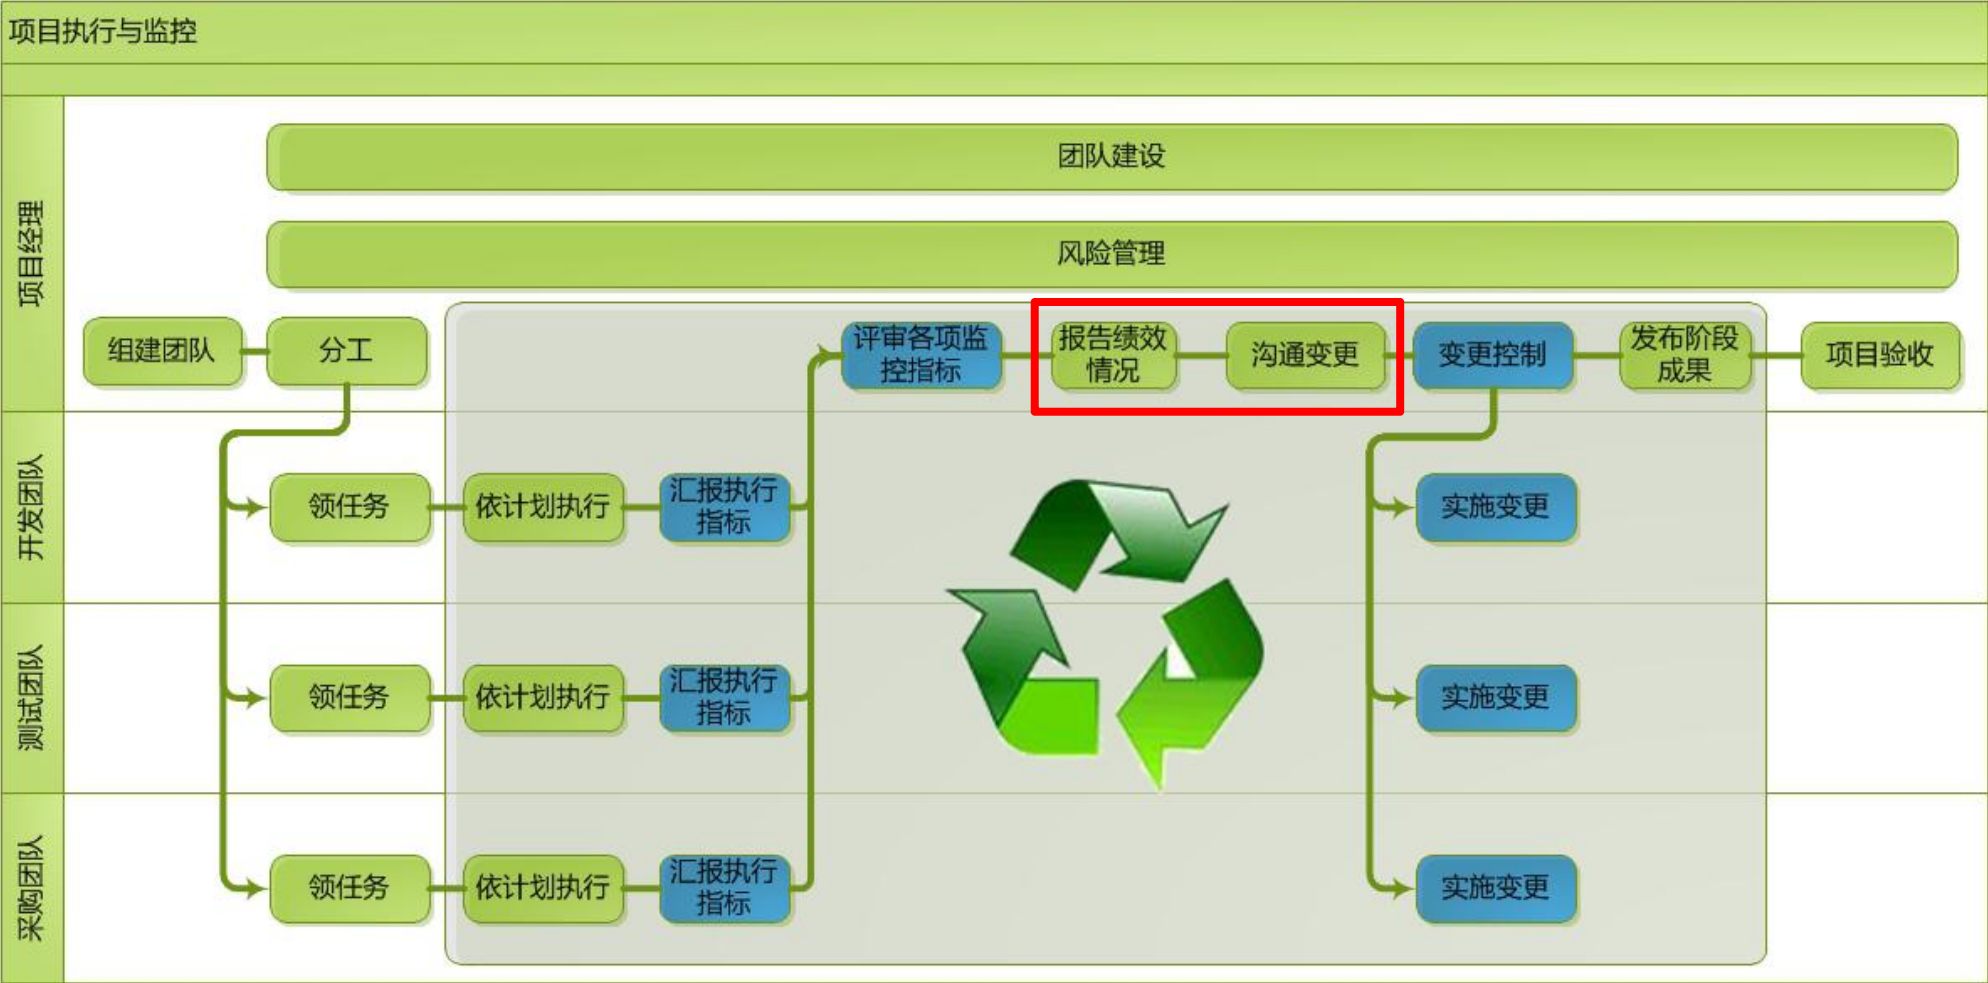 项目执行与监控
项目经理
团队建设
风险管理
组建团队
分工
评审各项监
控指标
报告绩效
情况
沟通变更
变更控制
发布阶段
成果
项目验收
开发团队
领任务
依计划执行
汇报执行
指标
实施变更
测试团队
领任务
依计划执行
汇报执行
指标
实施变更
采购团队
领任务
依计划执行
汇报执行
指标
实施变更